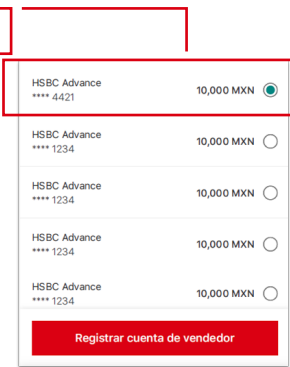 HSBC Advance
**** 4421
10,000 MXN
HSBC Advance
**** 1234
10,000 MXN
HSBC Advance
**** 1234
10,000 MXN
HSBC Advance
**** 1234
10,000 MXN
HSBC Advance
**** 1234
10,000 MXN
Registrar cuenta de vendedor